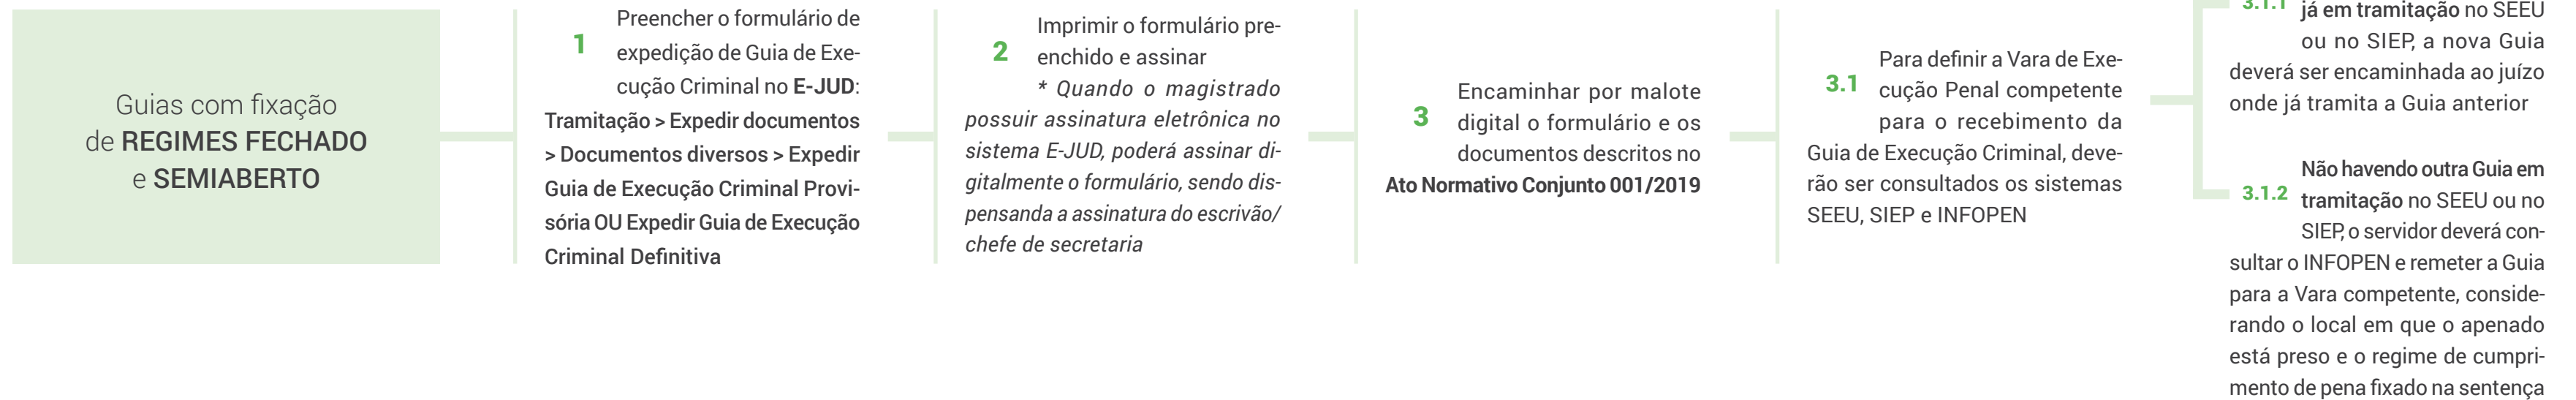 Guias com fixação
de REGIMES FECHADO
e SEMIABERTO
1
Preencher o formulário de
expedição de Guia de Exe-
cução Criminal no E-JUD:
Tramitação > Expedir documentos
> Documentos diversos > Expedir
Guia de Execução Criminal Provi-
sória OU Expedir Guia de Execução
Criminal Definitiva
2
Imprimir o formulário pre-
enchido e assinar
* Quando o magistrado
possuir assinatura eletrônica no
sistema E-JUD, poderá assinar di-
gitalmente o formulário, sendo dis-
pensanda a assinatura do escrivão/
chefe de secretaria
3
Encaminhar por malote
digital o formulário e os
documentos descritos no
Ato Normativo Conjunto 001/2019
3.1
Para definir a Vara de Exe-
cução Penal competente
para o recebimento da
Guia de Execução Criminal, deve-
rão ser consultados os sistemas
SEEU, SIEP e INFOPEN
3.1.1
já em tramitação no SEEU
ou no SIEP, a nova Guia
deverá ser encaminhada ao juízo
onde já tramita a Guia anterior
3.1.2
Não havendo outra Guia em
tramitação no SEEU ou no
SIEP, o servidor deverá con-
sultar o INFOPEN e remeter a Guia
para a Vara competente, conside-
rando o local em que o apenado
está preso e o regime de cumpri-
mento de pena fixado na sentença